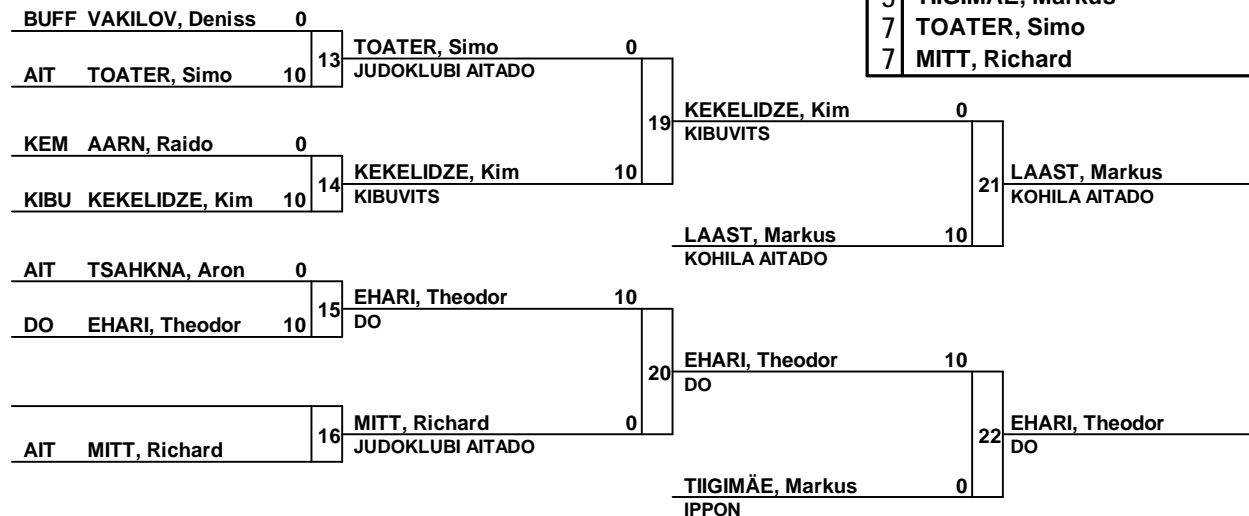 5 TIIGIMÄE, Markus
7 TOATER, Simo
7 MITT, Richard
BUFF VAKILOV, Deniss 0
13 TOATER, Simo 0
JUDOKLUBI AITADO
AIT TOATER, Simo 10
19 KEKELIDZE, Kim 0
KIBUVITS
KEM AARN, Raido 0
14 KEKELIDZE, Kim 10
KIBUVITS
KIBU KEKELIDZE, Kim 10
21 LAAST, Markus
KOHILA AITADO
LAAST, Markus 10
KOHILA AITADO
AIT TSAHKNA, Aron 0
15 EHARI, Theodor 10
DO
DO EHARI, Theodor 10
20 EHARI, Theodor 10
DO
16 MITT, Richard 0
JUDOKLUBI AITADO
AIT MITT, Richard
22 EHARI, Theodor
DO
TIIGIMÄE, Markus 0
IPPON